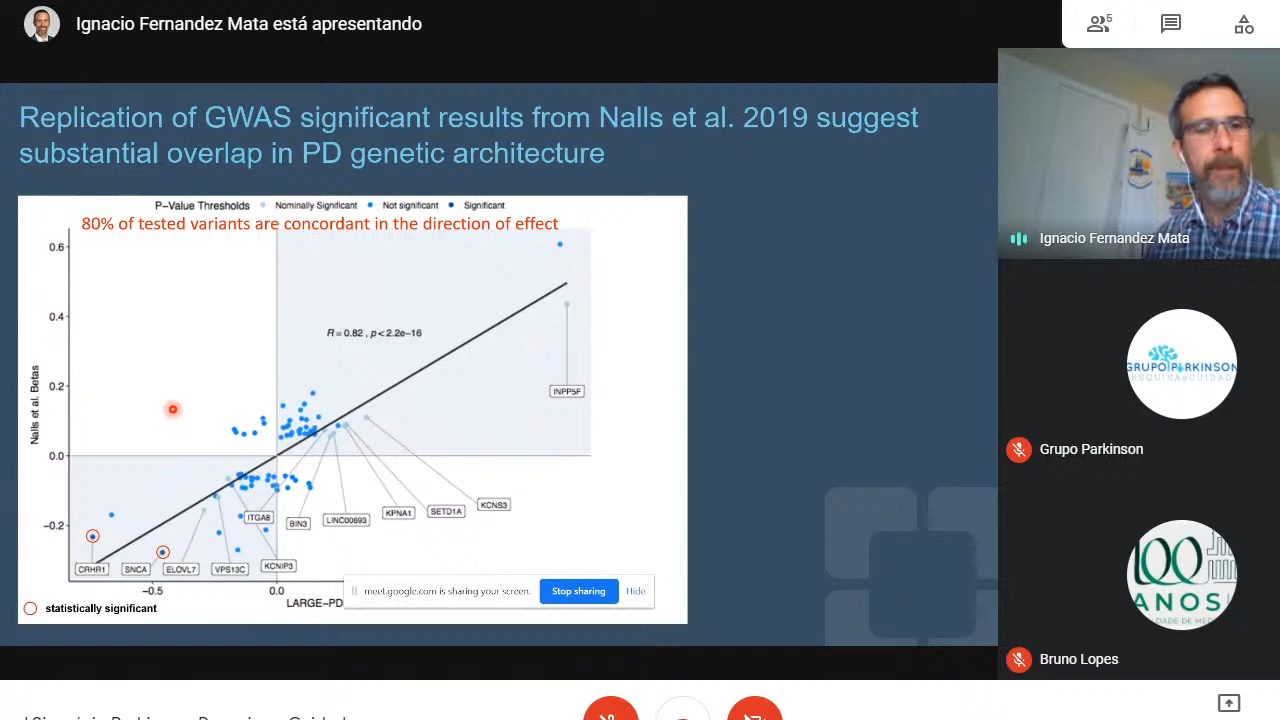 Ignacio Fernandez Mata está apresentando
5
Replication of GWAS significant results from Nalls et al. 2019 suggest
substantial overlap in PD genetic architecture
P-Value Thresholds Nominally Significant Not significant Significant
80% of tested variants are concordant in the direction of effect
0.6
0.4
0.2
0.0
−0.2
Nalls et al. Betas
R = 0.82 , p < 2.2e−16
INPP5F
KCNS3
SETD1A
KPNA1
LINC00693
BIN3
ITGA8
KCNIP3
VPS13C
ELOVL7
SNCA
CRHR1
−0.5
0.0
LARGE-PD
meet.google.com is sharing your screen.
Stop sharing
Hide
statistically significant
Ignacio Fernandez Mata
GRUPO PARKINSON
Grupo Parkinson
100
ANOS
Bruno Lopes